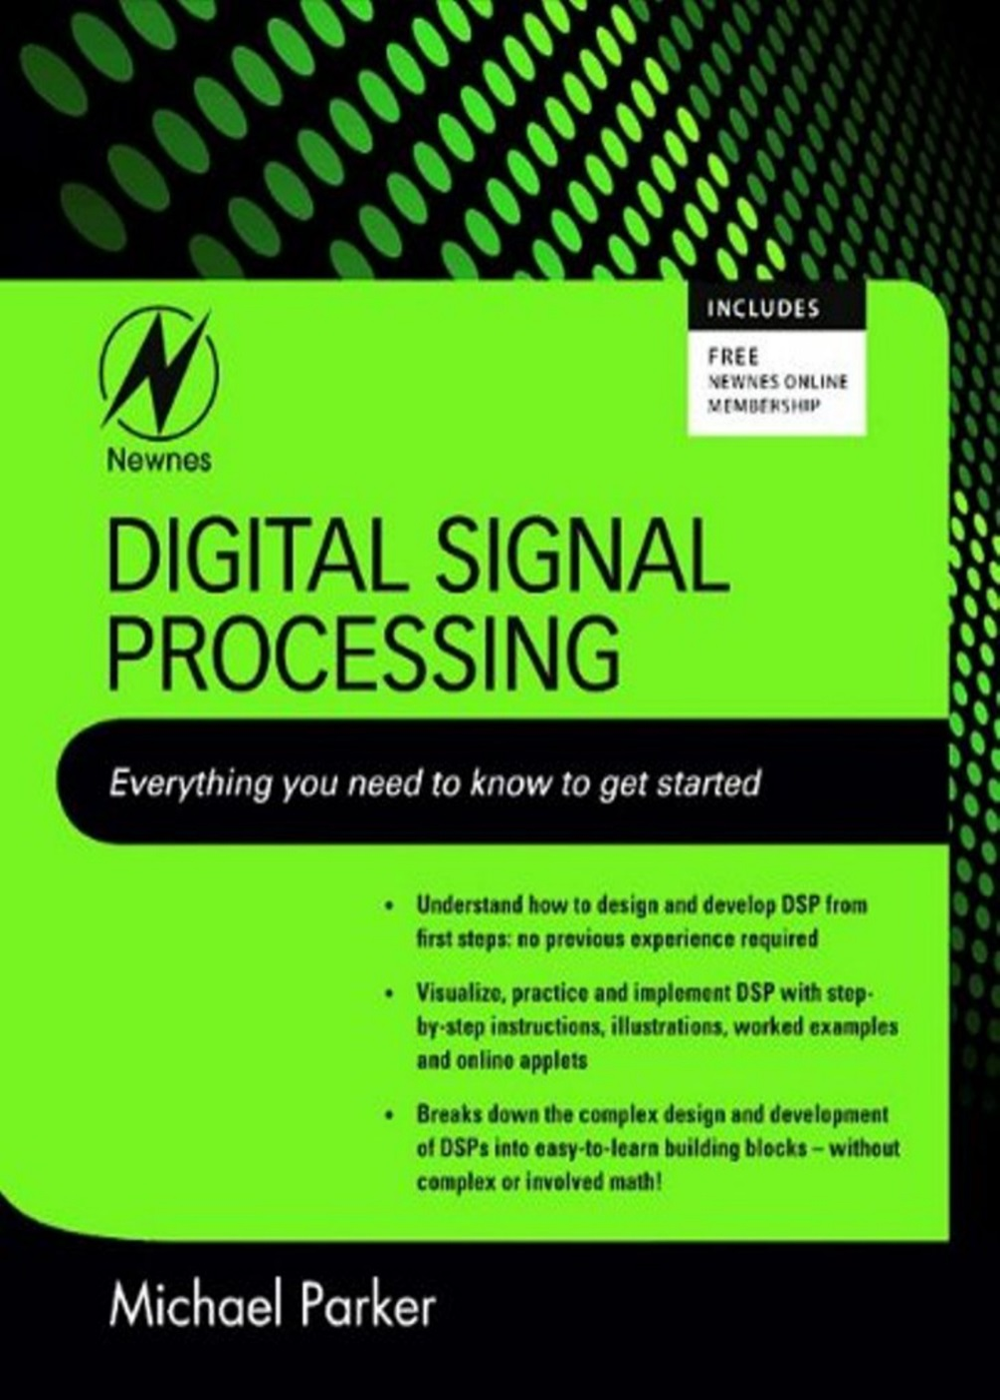 INCLUDES
FREE
NEWNES ONLINE
MEMBERSHIP
Newnes
DIGITAL SIGNAL
PROCESSING
Everything you need to know to get started
• Understand how to design and develop DSP from
first steps: no previous experience required
• Visualize, practice and implement DSP with step-
by-step instructions, illustrations, worked examples
and online applets
• Breaks down the complex design and development
of DSPs into easy-to-learn building blocks – without
complex or involved math!
Michael Parker